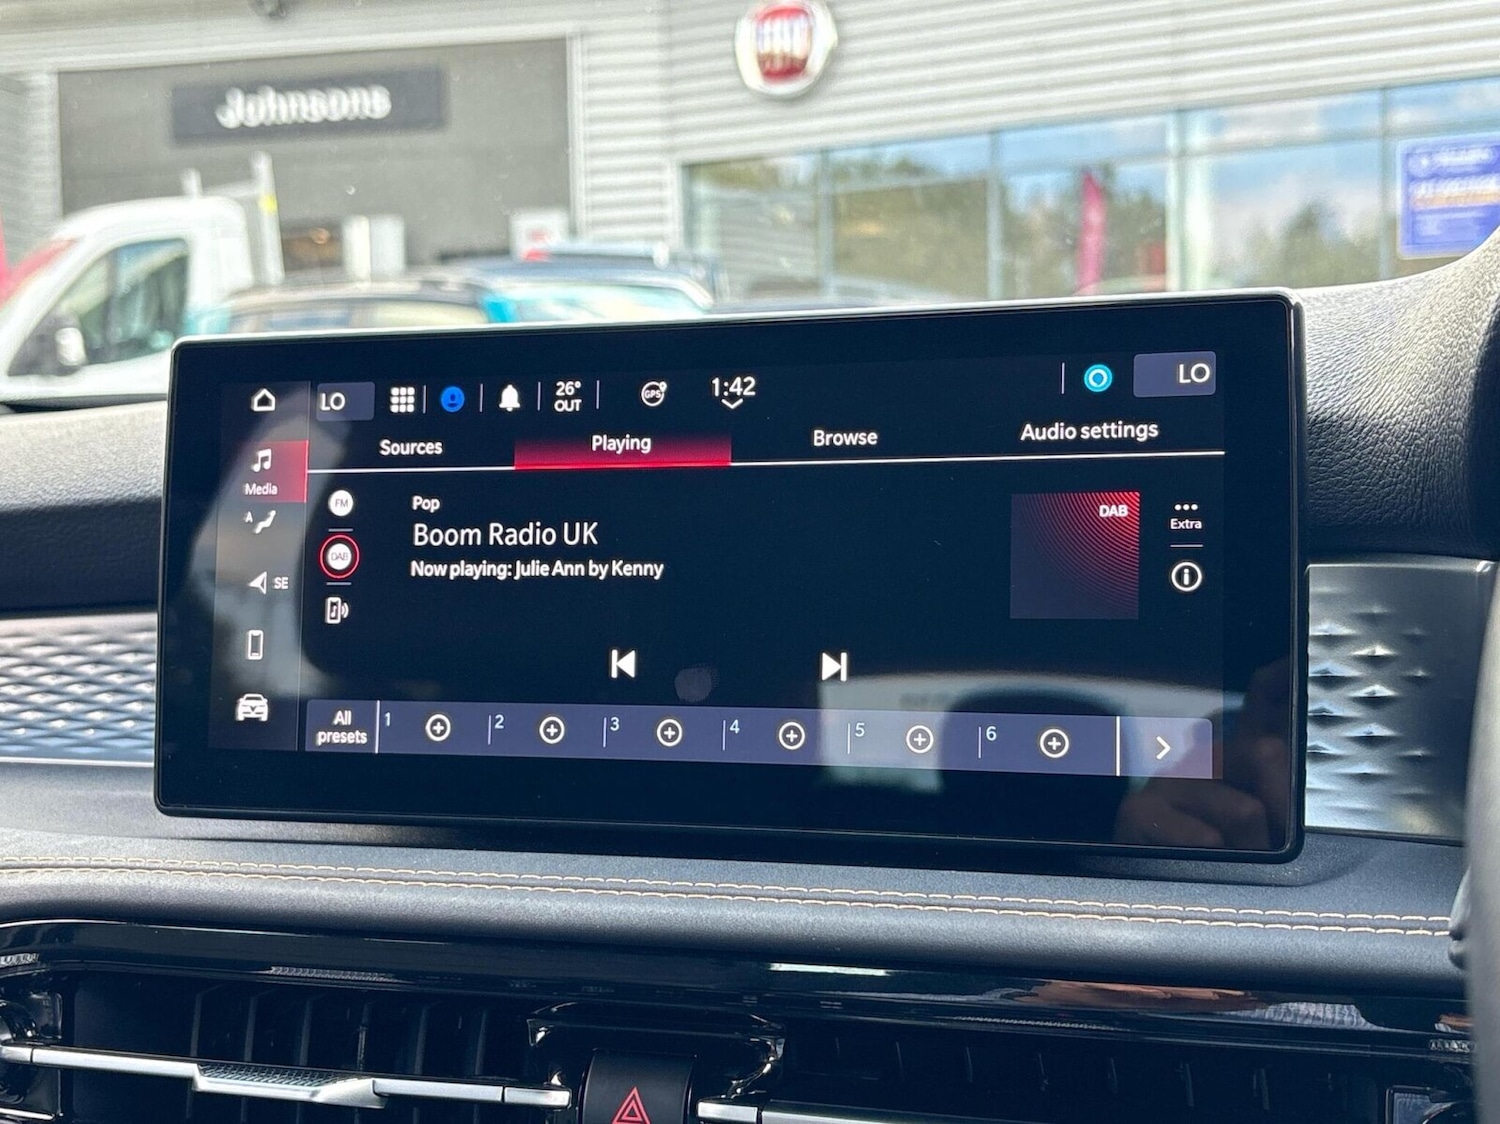 Johnsons
FIAT
LO
26°
OUT
GPS
1:42
LO
Sources
Playing
Browse
Audio settings
Media
A
SE
FM
DAB
Pop
Boom Radio UK
Now playing: Julie Ann by Kenny
DAB
Extra
All
presets
1
2
3
4
5
6